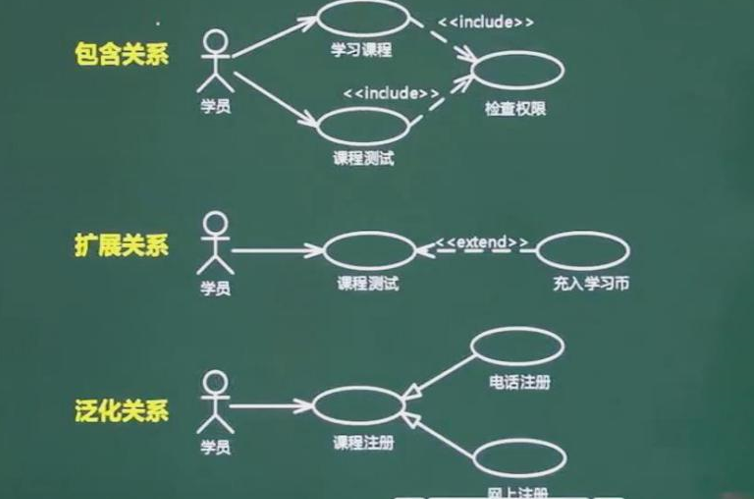 包含关系
学员
学习课程
<<include>>
<<include>>
检查权限
课程测试
扩展关系
学员
课程测试
<<extend>>
充入学习币
泛化关系
学员
课程注册
电话注册
网上注册